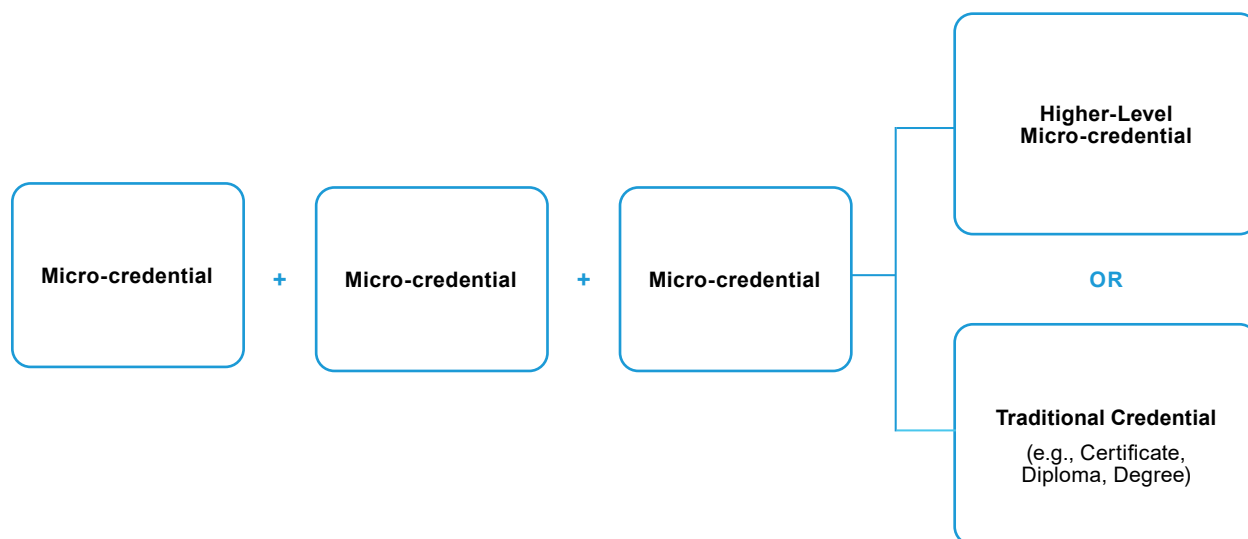 Micro-credential
+
Micro-credential
+
Micro-credential
Higher-Level
Micro-credential
OR
Traditional Credential
(e.g., Certificate,
Diploma, Degree)